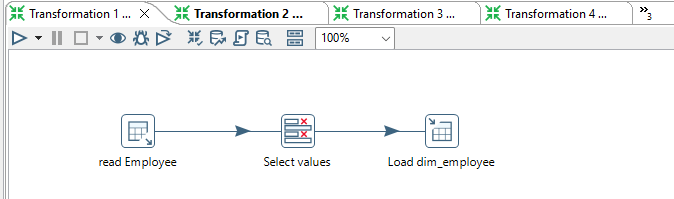 Transformation 1 ...
Transformation 2 ...
Transformation 3 ...
Transformation 4 ...
»3
100%
read Employee
Select values
Load dim_employee